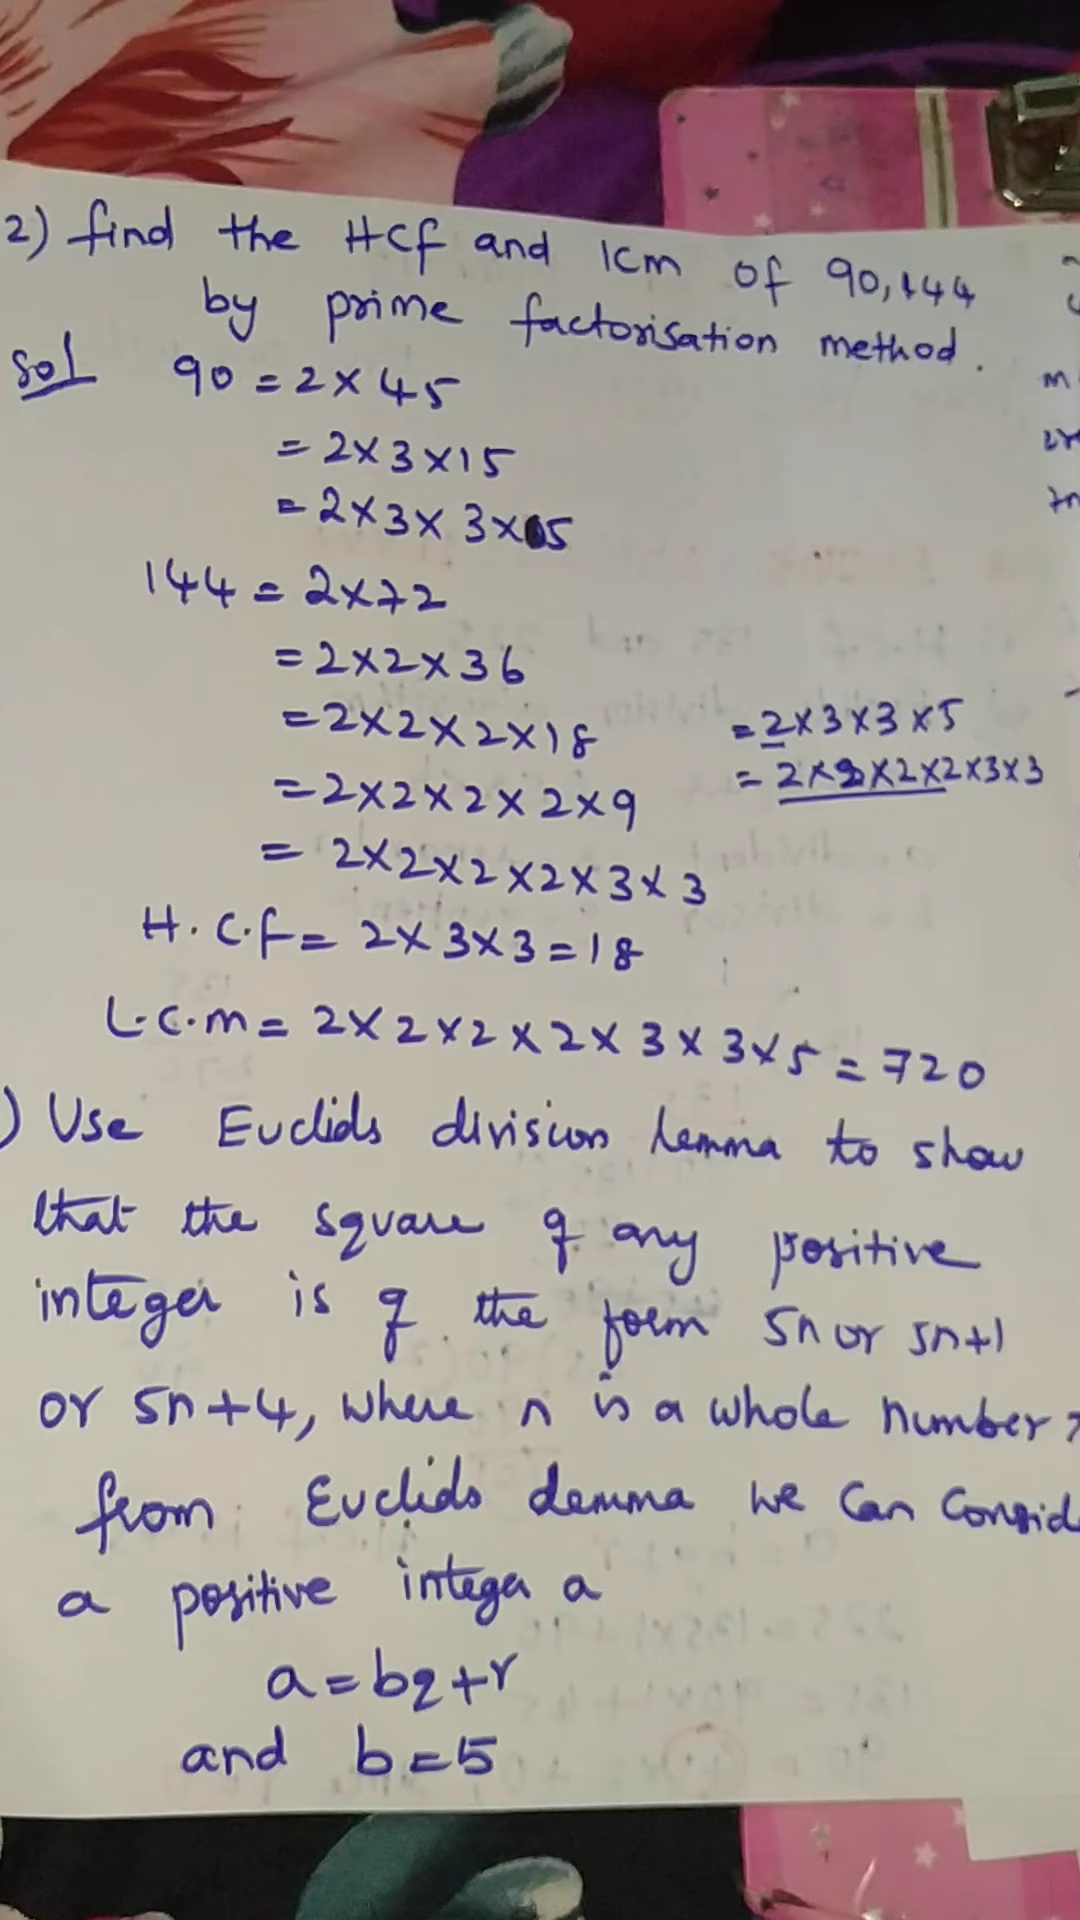 2) find the HCf and lcm of 90,144
by prime factorisation method.
Sol 90 = 2 × 45
= 2×3×15
= 2×3×3×5
144 = 2×72
= 2×2×36
= 2×2×2×18
= 2×3×3×5
= 2×2×2×2×9
= 2×2×2×2×3×3
= 2×2×2×2×3×3
H.C.f = 2×3×3=18
L.C.m = 2×2×2×2×3×3×5 = 720
) Use Euclids division lemma to show
that the square of any positive
integer is of the form 5n or 5n+1
or 5n+4, where n is a whole number
from Euclids lemma we can Consid
a positive integer a
a = bq+r
and b=5